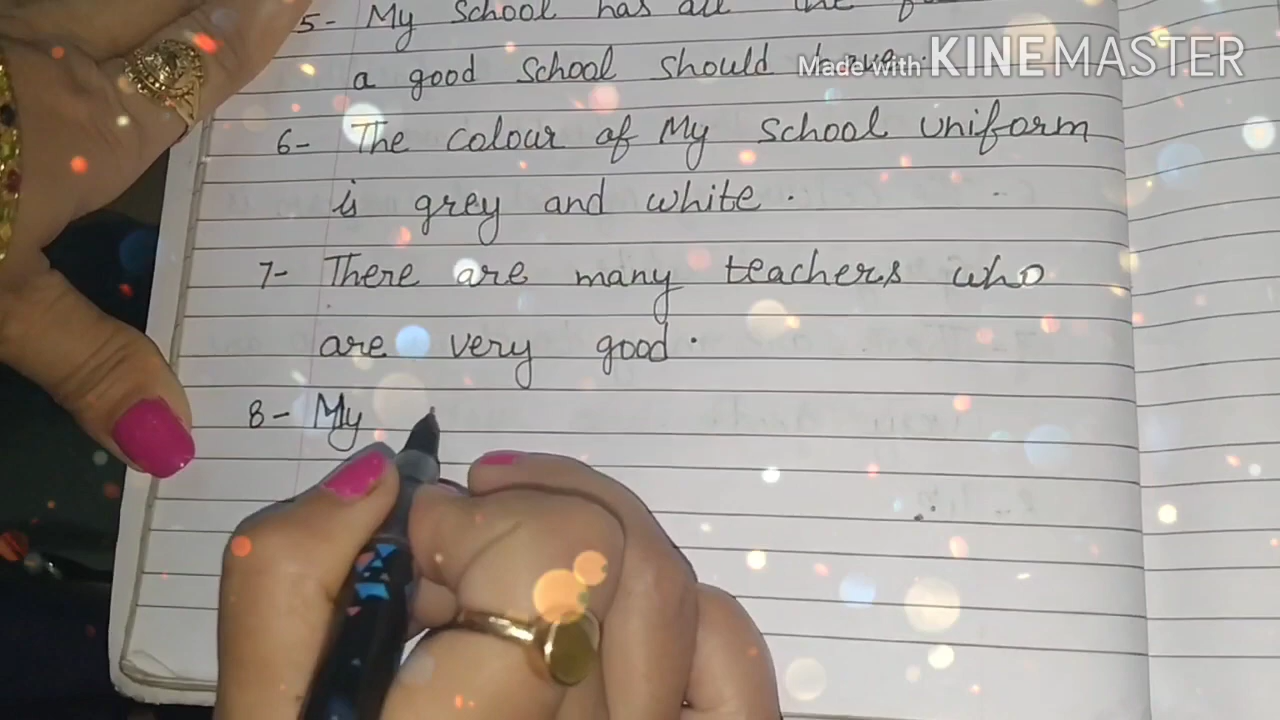 5- My School has all the
a good School should have.
Made with KINEMASTER
6- The colour of My School Uniform
is grey and white.
7- There are many teachers who
are very good.
8- My